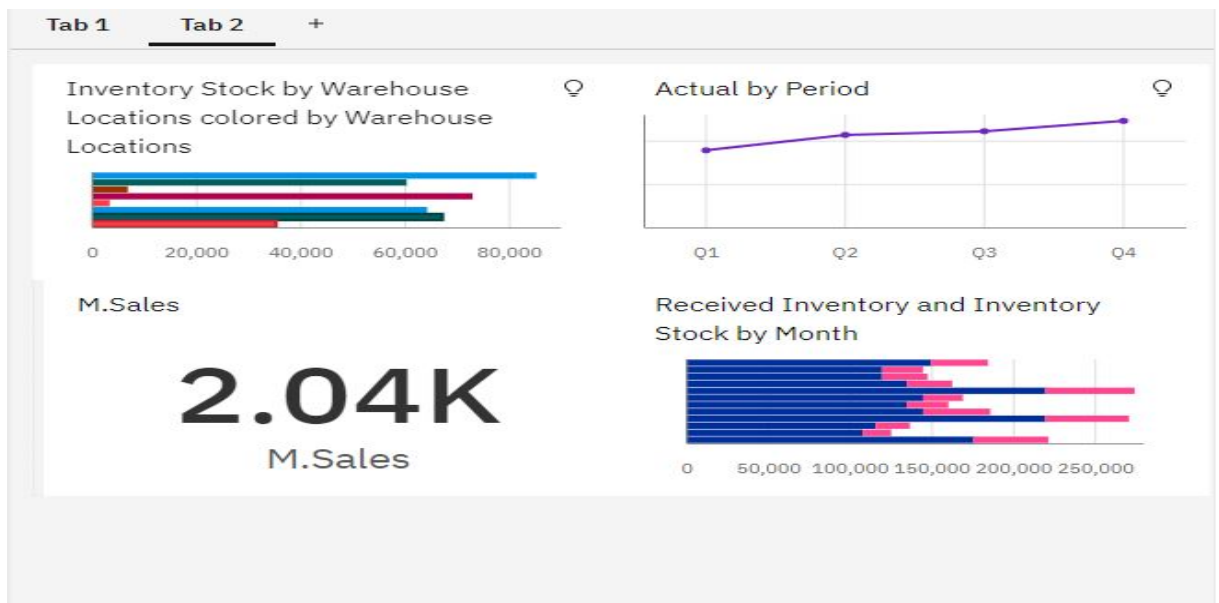 Tab 1 Tab 2 +
Inventory Stock by Warehouse
Locations colored by Warehouse
Locations
0 20,000 40,000 60,000 80,000
Actual by Period
Q1 Q2 Q3 Q4
M.Sales
2.04K
M.Sales
Received Inventory and Inventory
Stock by Month
0 50,000 100,000 150,000 200,000 250,000